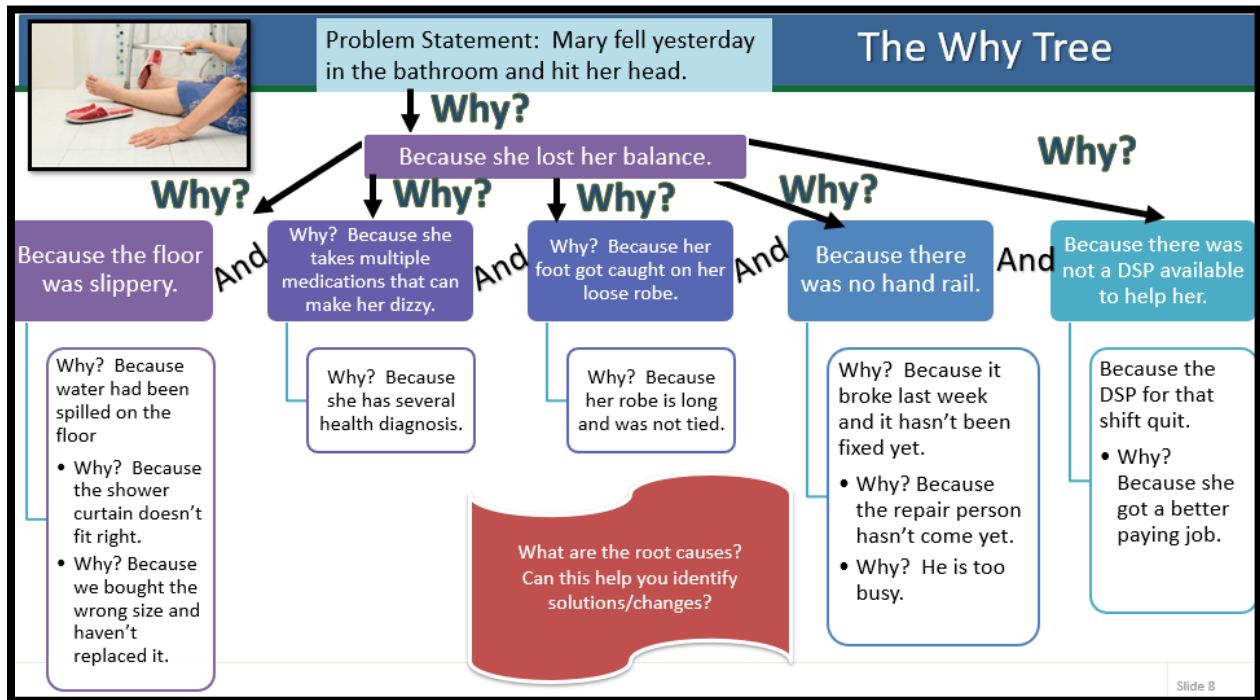 Problem Statement:  Mary fell yesterday
in the bathroom and hit her head.
The Why Tree
Why?
Because she lost her balance.
Why?
Why?
Why?
Why?
Why?
Because the floor
was slippery.
And
Why?  Because she
takes multiple
medications that can
make her dizzy.
And
Why?  Because her
foot got caught on her
loose robe.
And
Because there
was no hand rail.
And
Because there was
not a DSP available
to help her.
Why?  Because
water had been
spilled on the
floor
• Why?  Because
the shower
curtain doesn't
fit right.
• Why?  Because
we bought the
wrong size and
haven't
replaced it.
Why?  Because
she has several
health diagnosis.
Why?  Because
her robe is long
and was not tied.
Why?  Because it
broke last week
and it hasn't been
fixed yet.
• Why? Because
the repair person
hasn't come yet.
• Why?  He is too
busy.
Because the
DSP for that
shift quit.
• Why?
Because she
got a better
paying job.
What are the root causes?
Can this help you identify
solutions/changes?
Slide 8